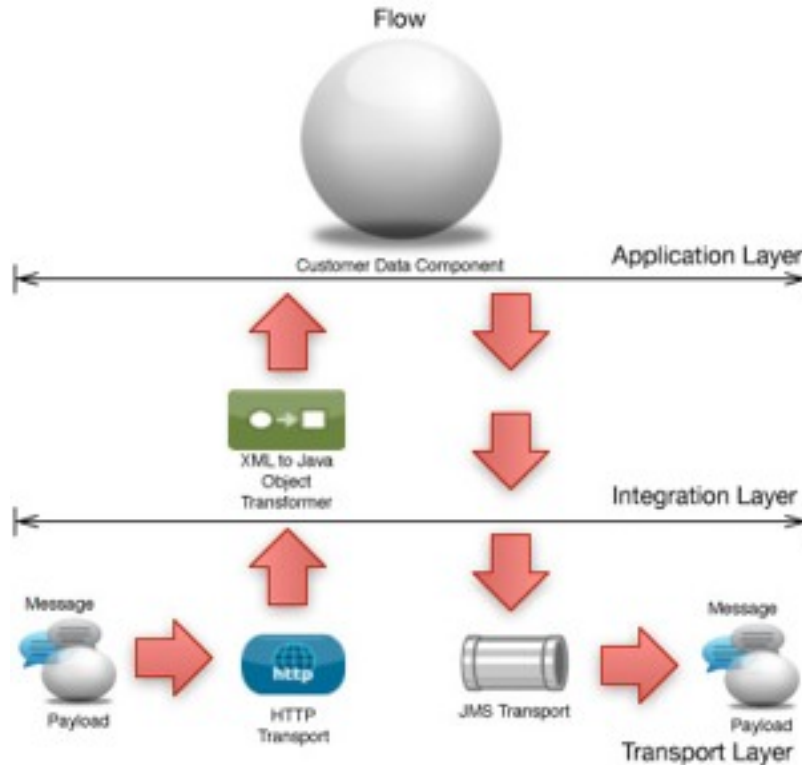 Flow
Customer Data Component
Application Layer
XML to Java
Object
Transformer
Integration Layer
Message
Payload
http
HTTP
Transport
JMS Transport
Message
Payload
Transport Layer